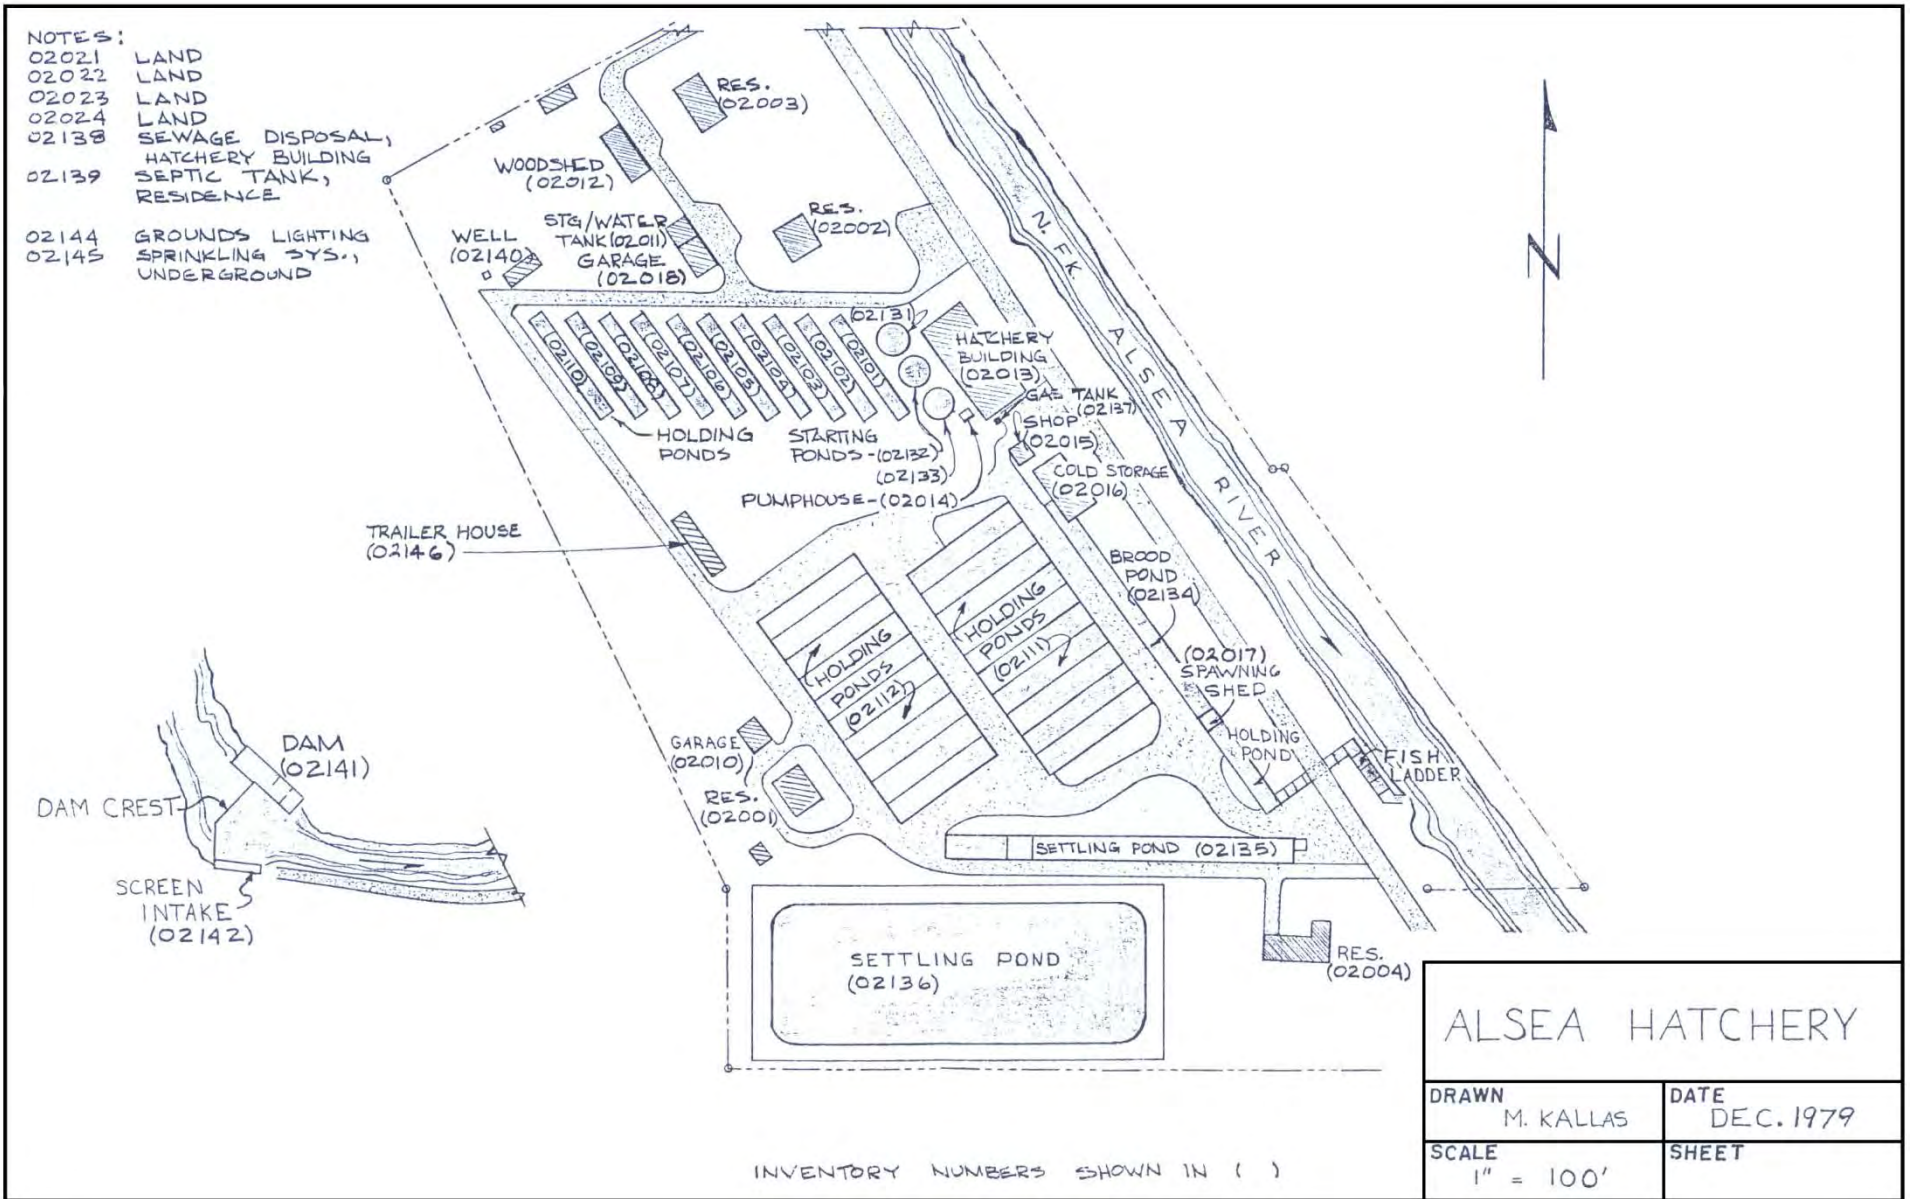 NOTES:
02021 LAND
02022 LAND
02023 LAND
02024 LAND
02138 SEWAGE DISPOSAL,
HATCHERY BUILDING
02139 SEPTIC TANK,
RESIDENCE
02144 GROUNDS LIGHTING
02145 SPRINKLING SYS.,
UNDERGROUND
RES.
(02003)
WOODSHED
(02012)
RES.
(02002)
STG/WATER
TANK (02011)
GARAGE
(02018)
WELL
(02140)
N. FK ALSEA RIVER
N
(02110)
(02109)
(02108)
(02107)
(02106)
(02104)
(02103)
(02102)
(02101)
(02131)
HATCHERY
BUILDING
(02013)
GAS TANK
(02137)
SHOP
(02015)
COLD STORAGE
(02016)
HOLDING
PONDS
STARTING
PONDS-(02132)
(02133)
PUMPHOUSE-(02014)
TRAILER HOUSE
(02146)
BROOD
POND
(02134)
HOLDING
PONDS
(02111)
HOLDING
PONDS
(02112)
(02017)
SPAWNING
SHED
HOLDING
POND
FISH
LADDER
GARAGE
(02010)
RES.
(02001)
DAM
(02141)
DAM CREST
SCREEN
INTAKE
(02142)
SETTLING POND (02135)
SETTLING POND
(02136)
RES.
(02004)
ALSEA HATCHERY
DRAWN
M. KALLAS
DATE
DEC. 1979
SCALE
1" = 100'
SHEET
INVENTORY NUMBERS SHOWN IN ( )